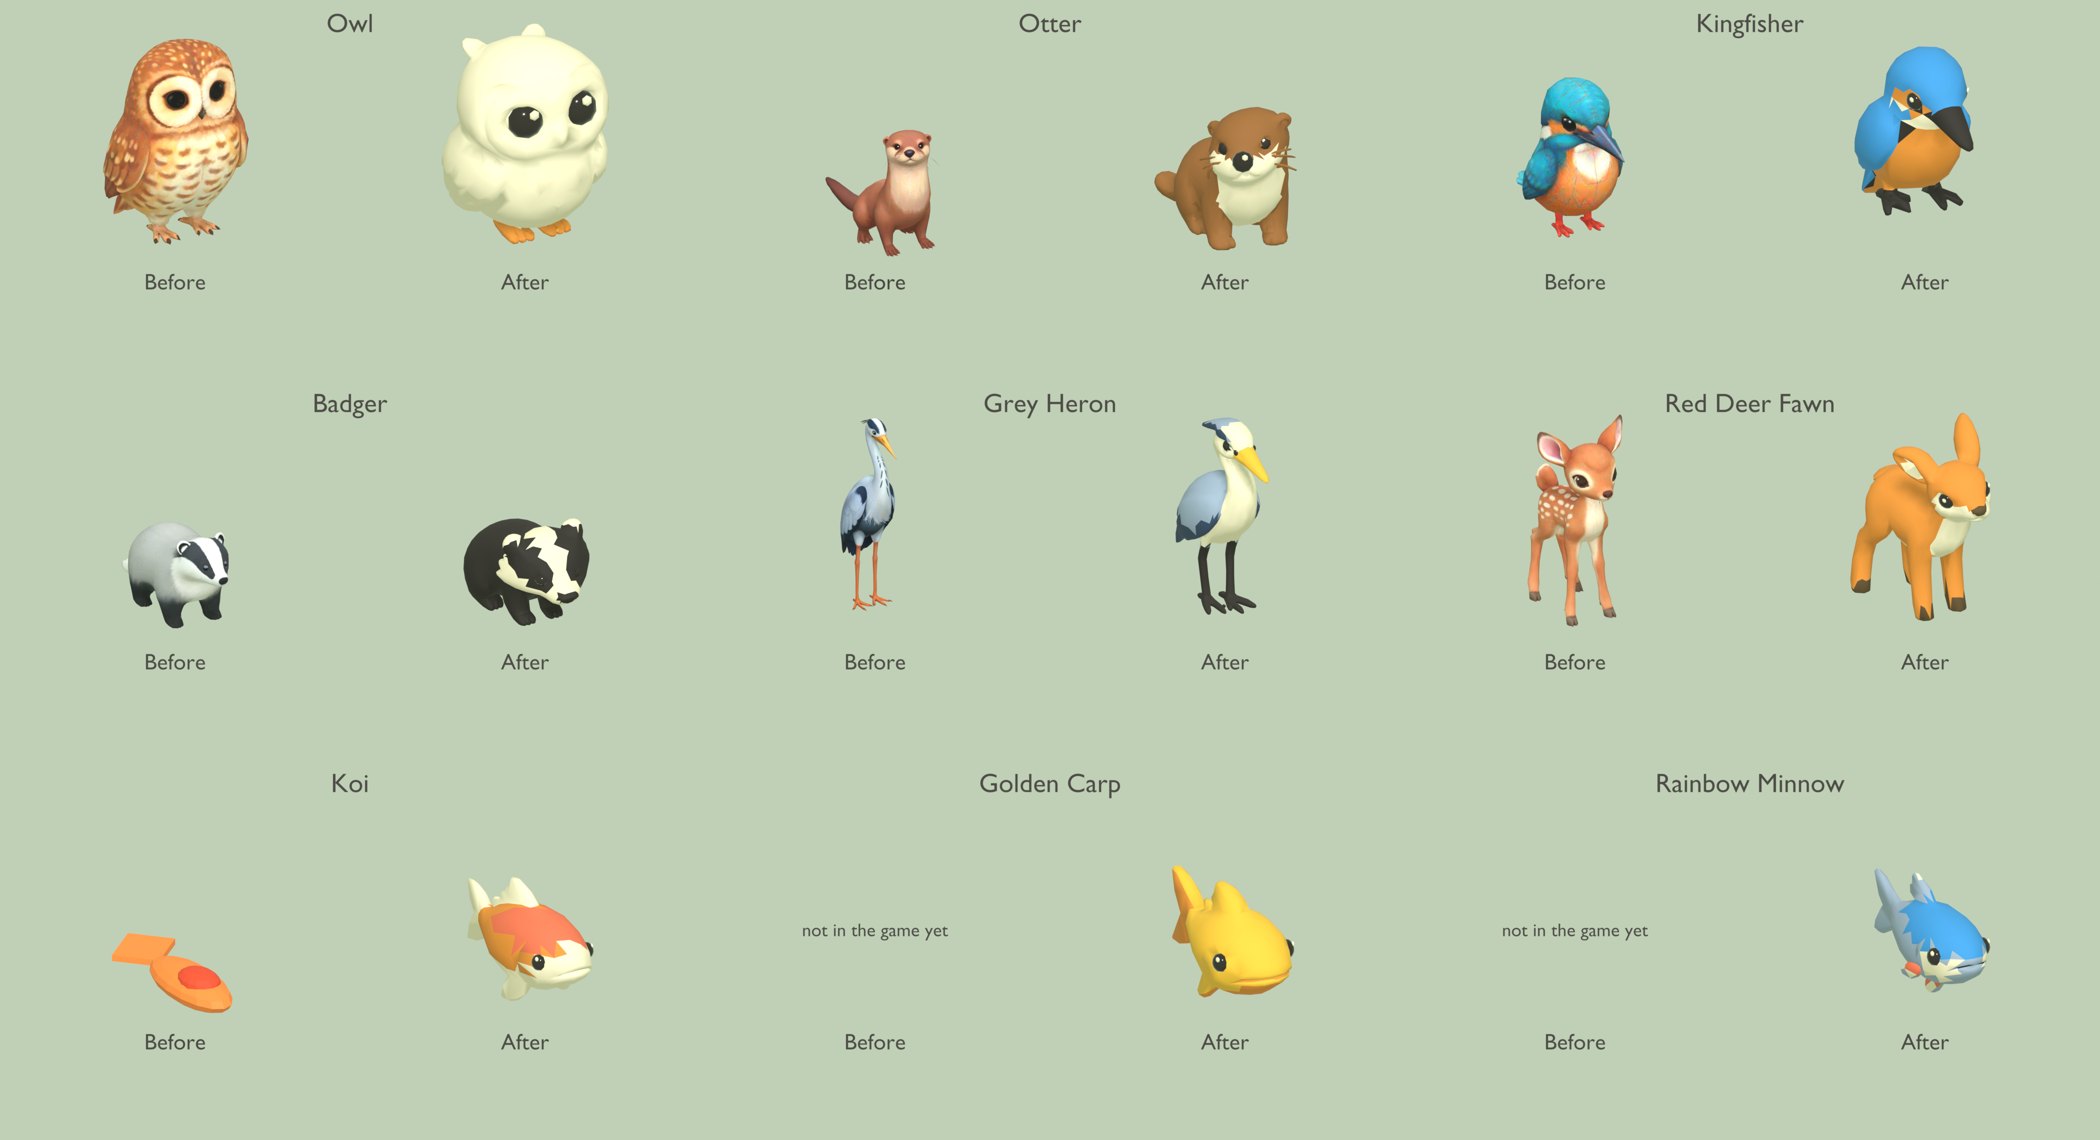 Owl
Otter
Kingfisher
Before
After
Before
After
Before
After
Badger
Grey Heron
Red Deer Fawn
Before
After
Before
After
Before
After
Koi
Golden Carp
Rainbow Minnow
not in the game yet
not in the game yet
Before
After
Before
After
Before
After